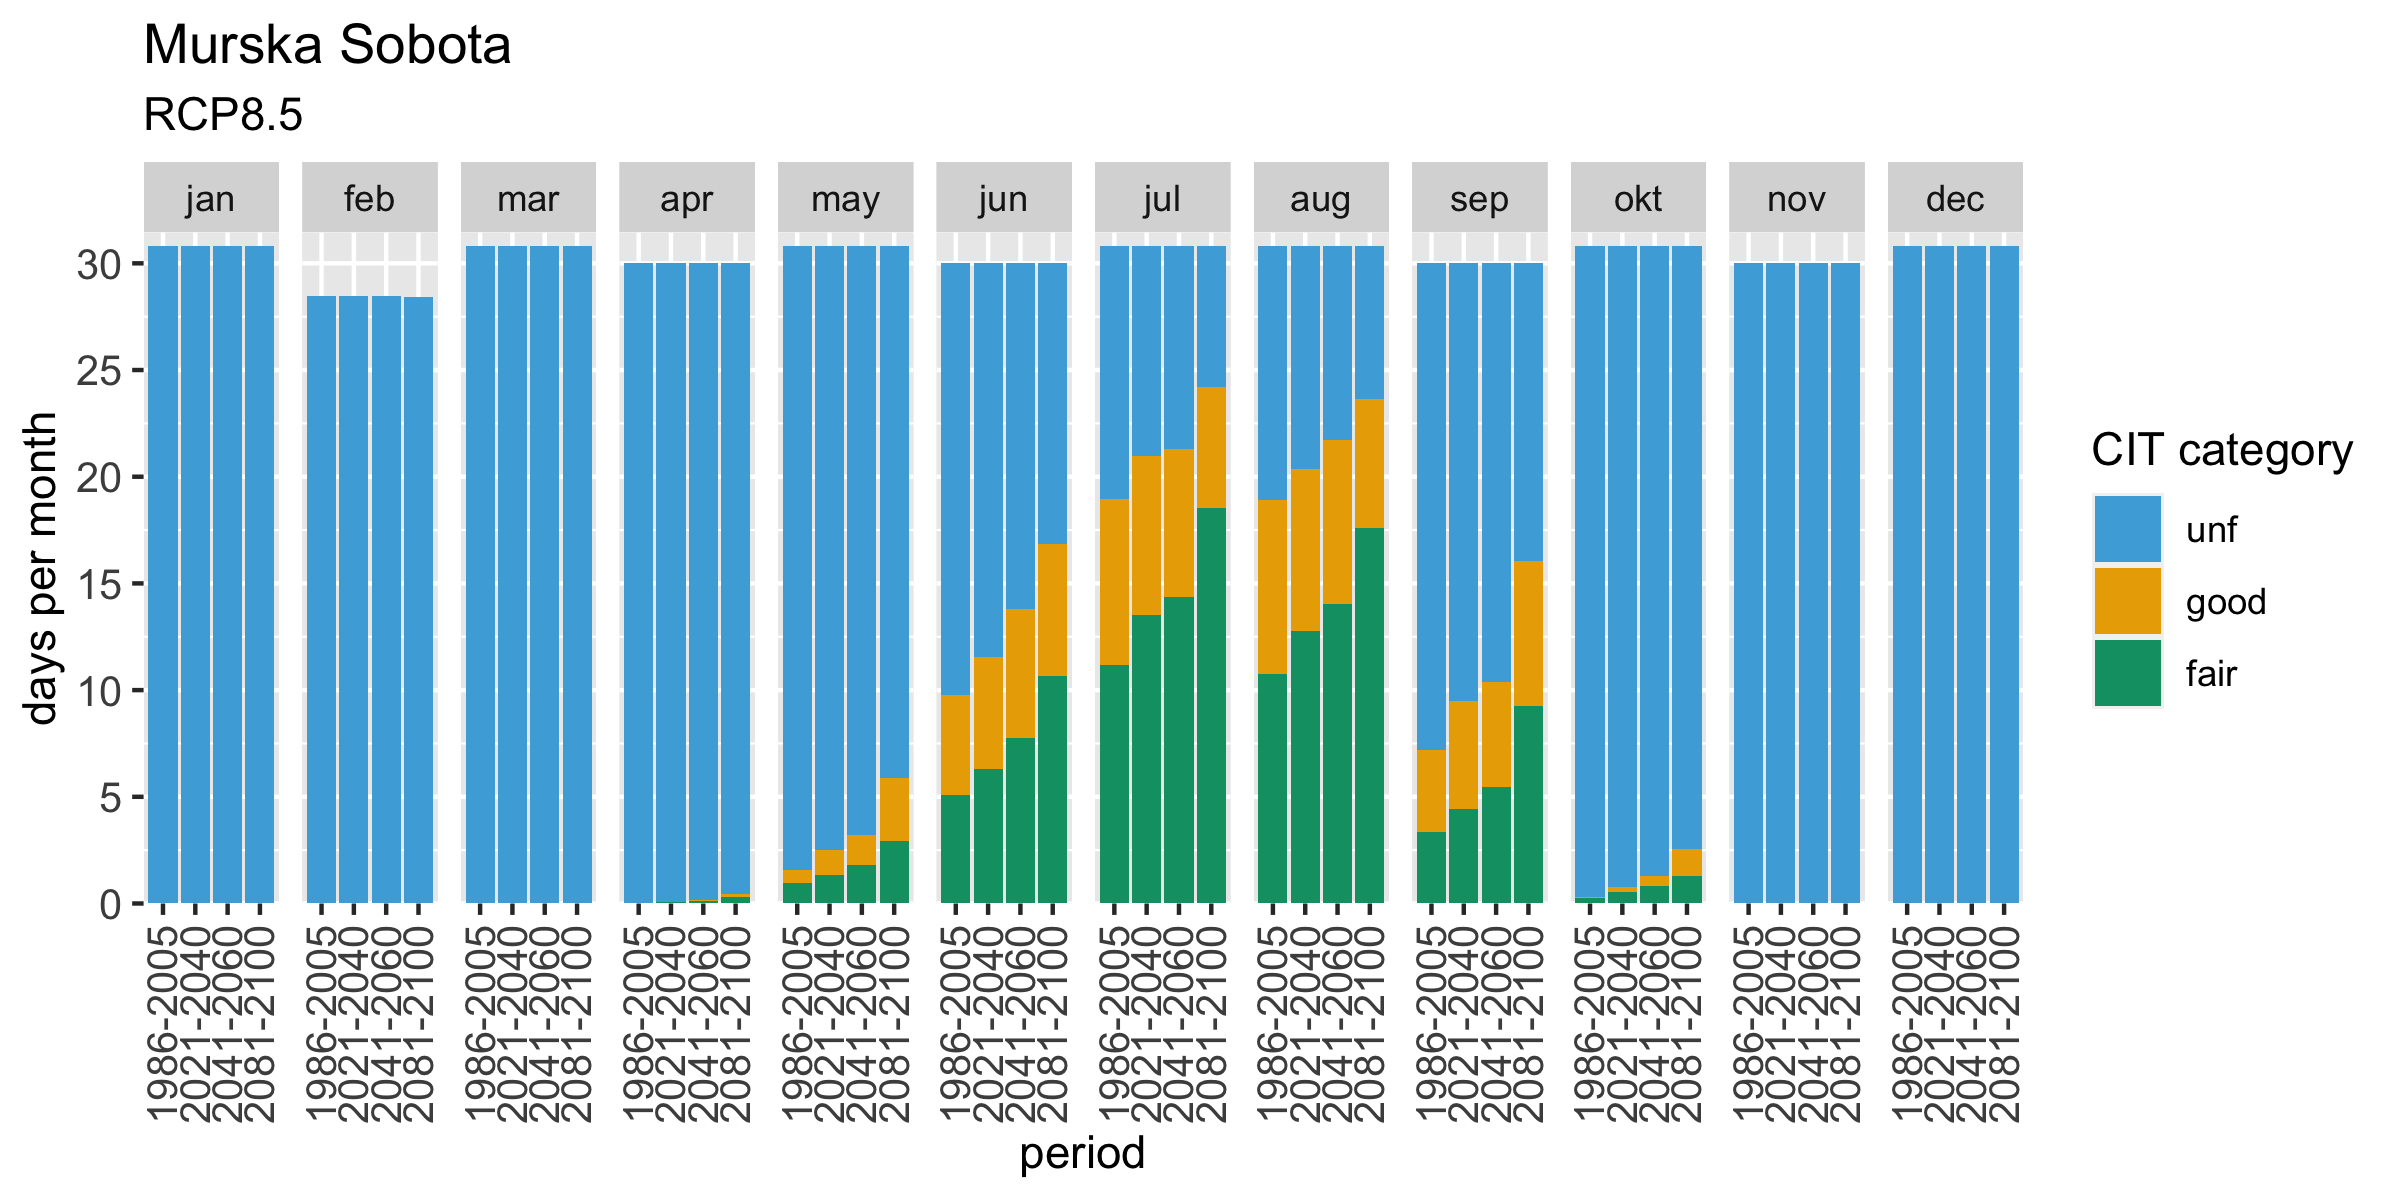 Murska Sobota
RCP8.5
jan feb mar apr may jun jul aug sep okt nov dec
30
25
20
15
10
5
0
days per month
1986-2005 2021-2040 2041-2060 2081-2100 1986-2005 2021-2040 2041-2060 2081-2100 1986-2005 2021-2040 2041-2060 2081-2100 1986-2005 2021-2040 2041-2060 2081-2100 1986-2005 2021-2040 2041-2060 2081-2100 1986-2005 2021-2040 2041-2060 2081-2100 1986-2005 2021-2040 2041-2060 2081-2100 1986-2005 2021-2040 2041-2060 2081-2100 1986-2005 2021-2040 2041-2060 2081-2100 1986-2005 2021-2040 2041-2060 2081-2100 1986-2005 2021-2040 2041-2060 2081-2100 1986-2005 2021-2040 2041-2060 2081-2100
period
CIT category
unf
good
fair